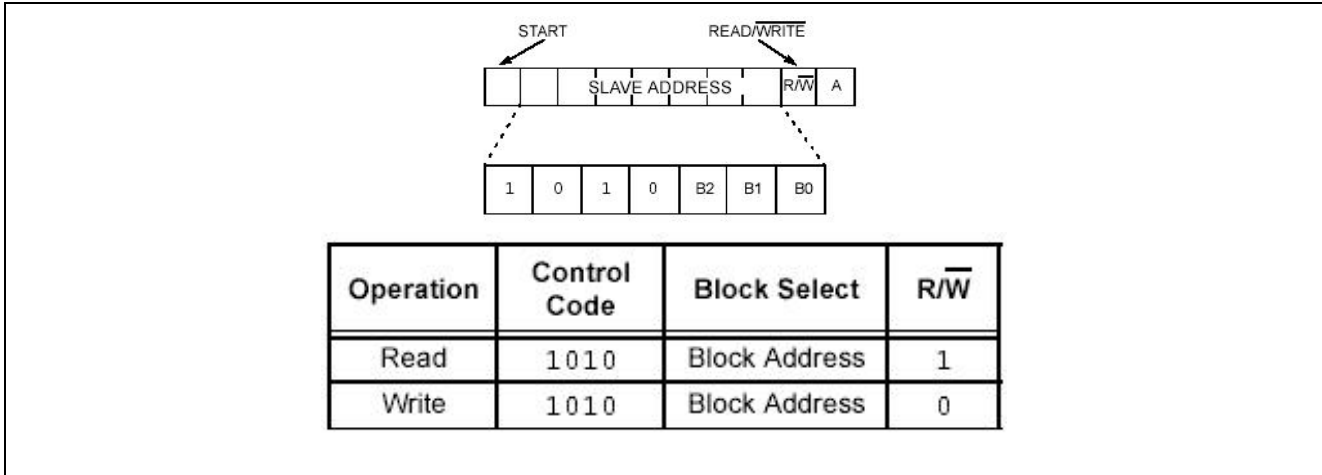 START READ/WRITE
SLAVE ADDRESS R/W A
1 0 1 0 B2 B1 B0
Operation Control Code Block Select R/W
Read 1010 Block Address 1
Write 1010 Block Address 0